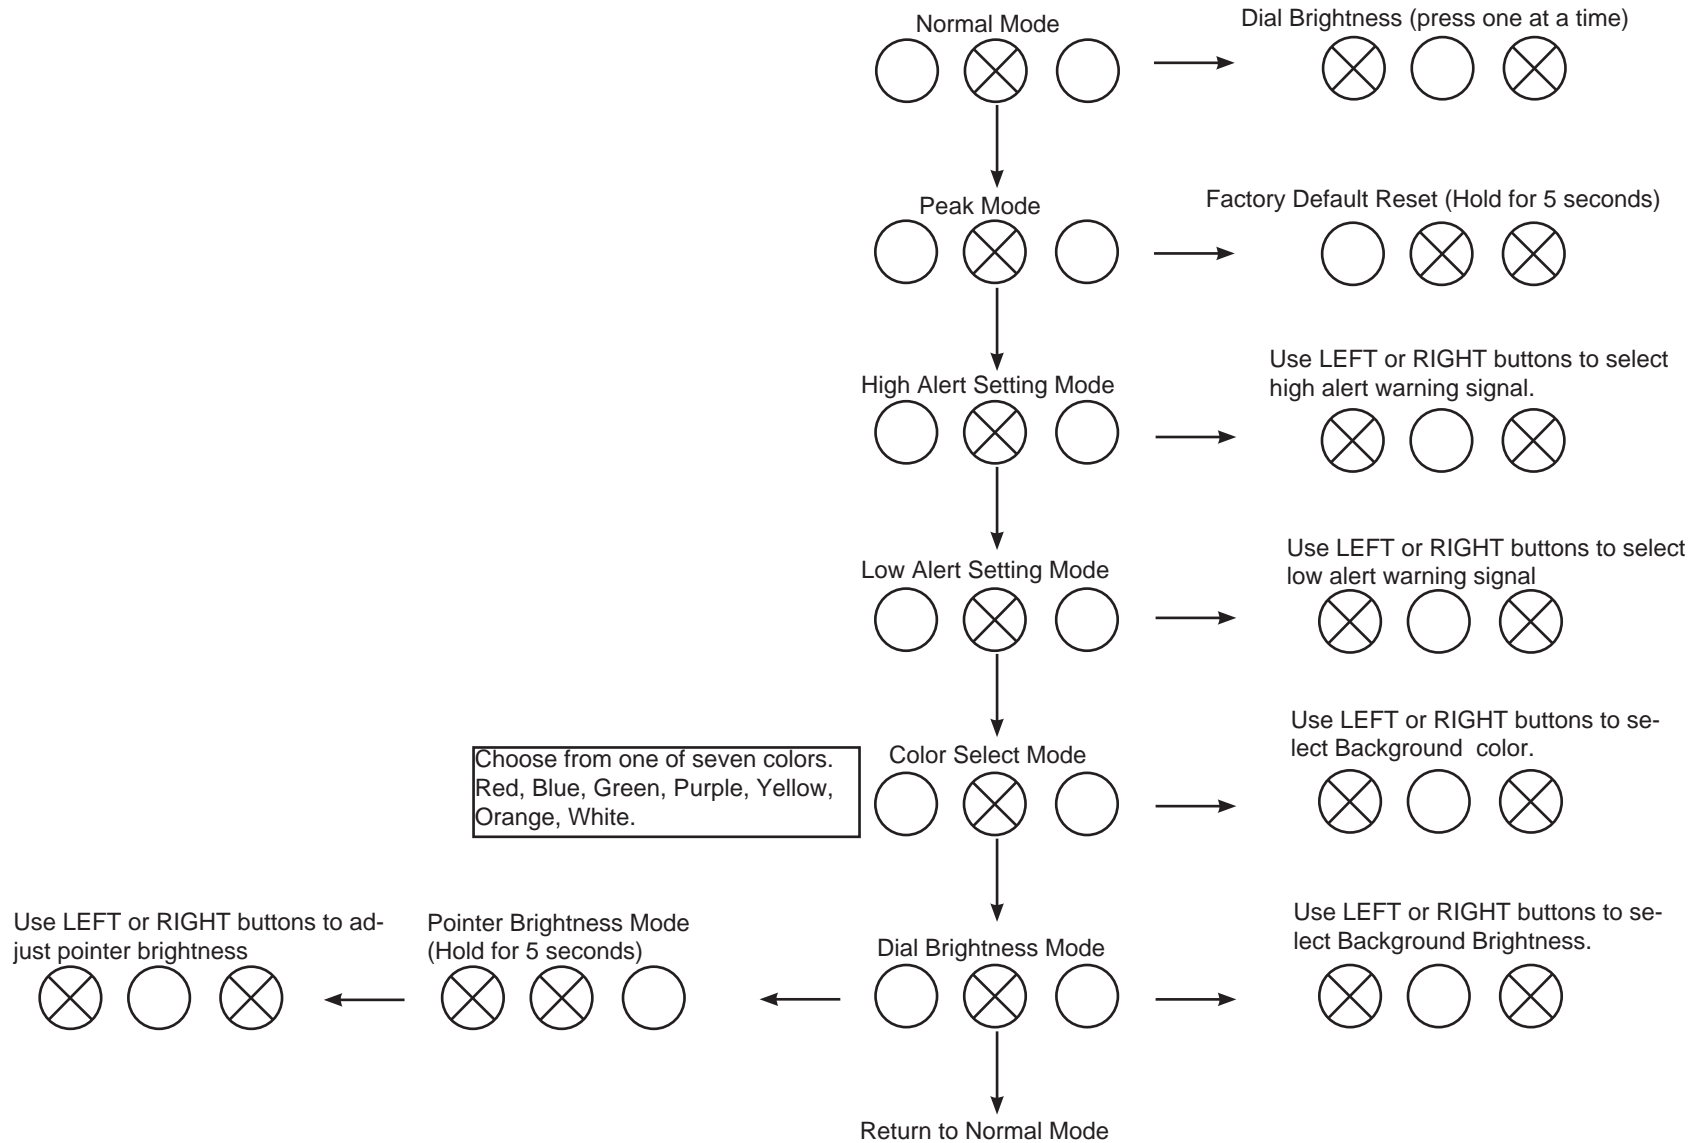 Normal Mode
Dial Brightness (press one at a time)
Peak Mode
Factory Default Reset (Hold for 5 seconds)
High Alert Setting Mode
Use LEFT or RIGHT buttons to select
high alert warning signal.
Low Alert Setting Mode
Use LEFT or RIGHT buttons to select
low alert warning signal
Choose from one of seven colors.
Red, Blue, Green, Purple, Yellow,
Orange, White.
Color Select Mode
Use LEFT or RIGHT buttons to se-
lect Background  color.
Use LEFT or RIGHT buttons to ad-
just pointer brightness
Pointer Brightness Mode
(Hold for 5 seconds)
Dial Brightness Mode
Use LEFT or RIGHT buttons to se-
lect Background Brightness.
Return to Normal Mode